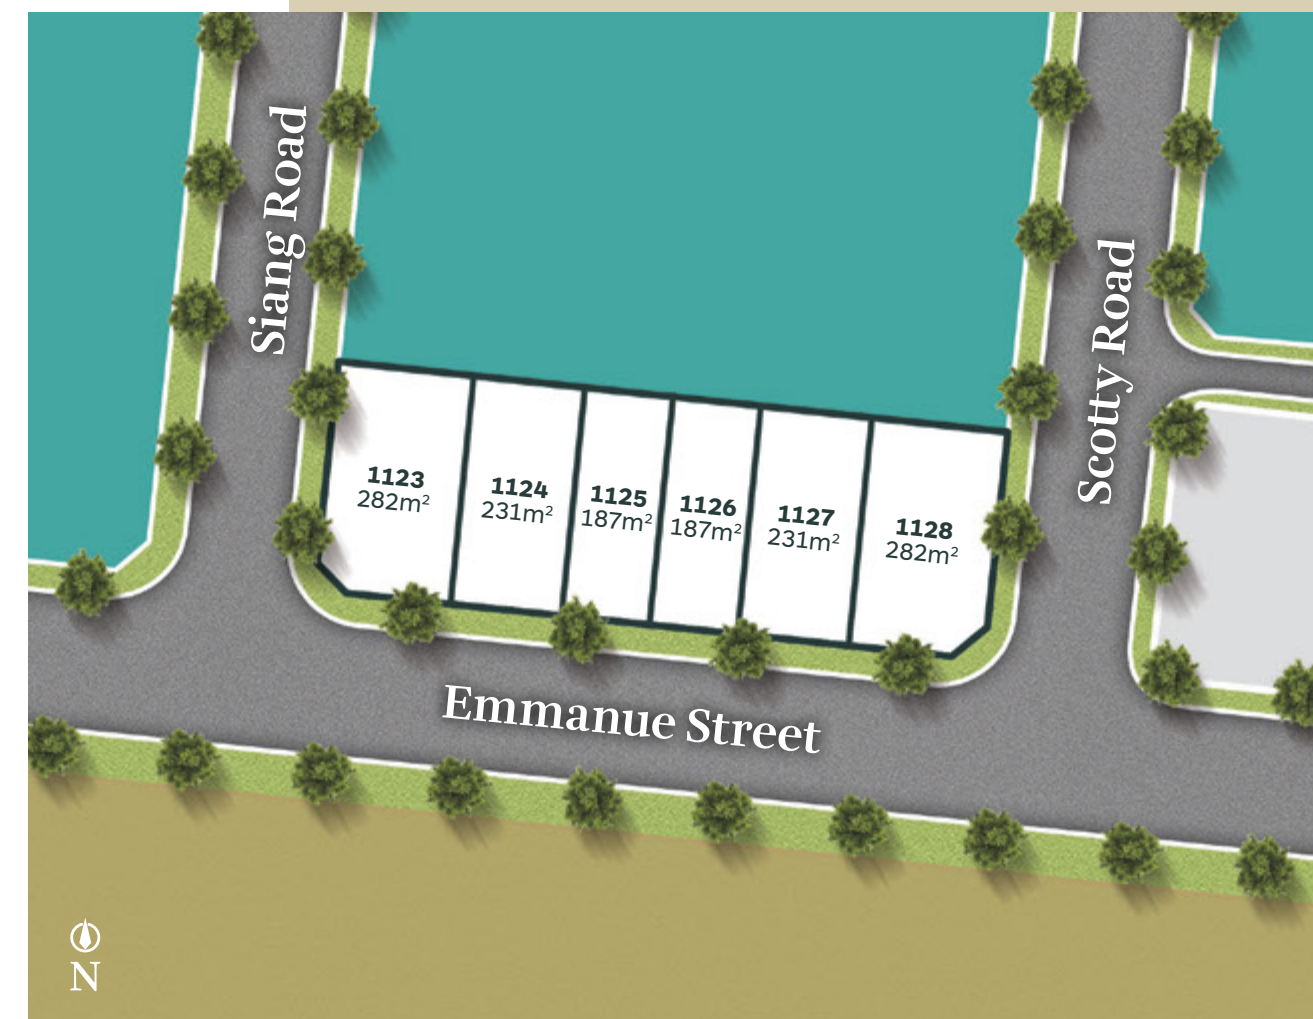 Siang Road
Scotty Road
1123
282m²
1124
231m²
1125
187m²
1126
187m²
1127
231m²
1128
282m²
Emmanue Street
N